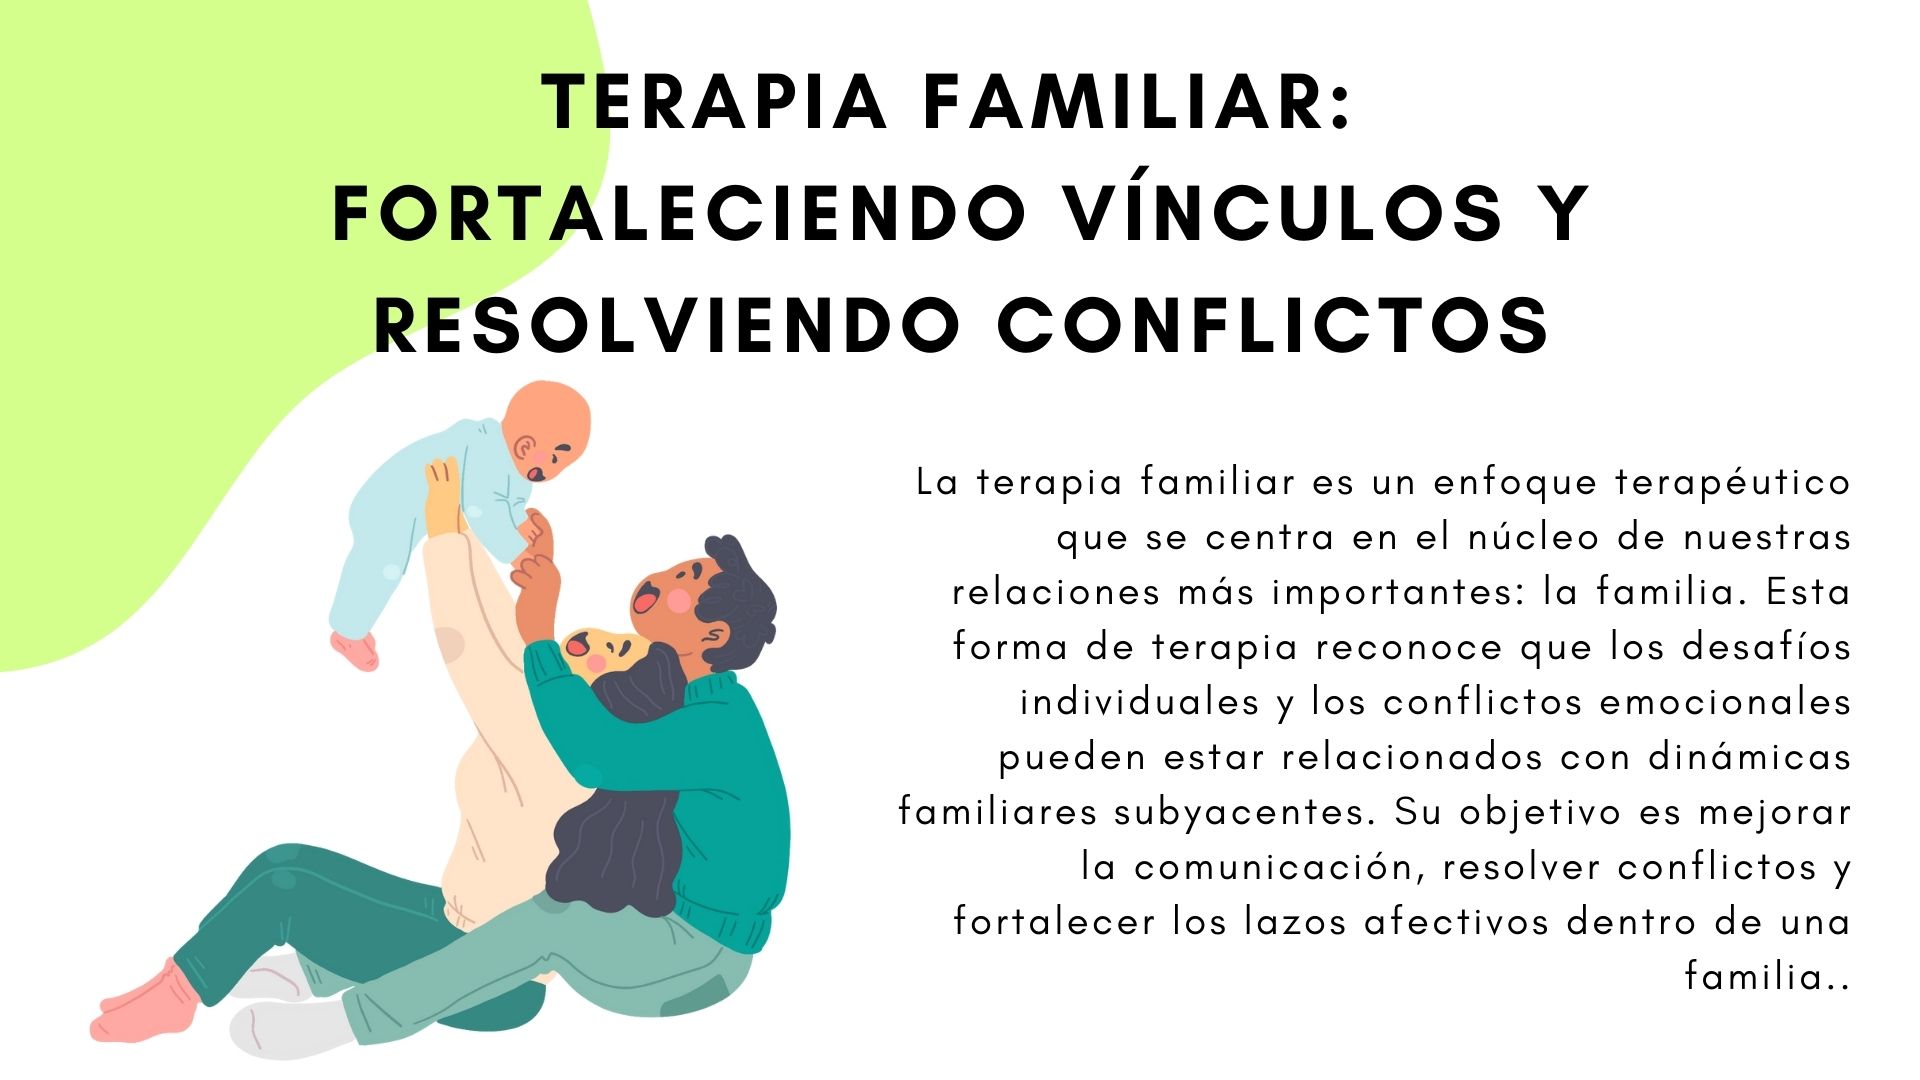 TERAPIA FAMILIAR:
FORTALECIENDO VÍNCULOS Y
RESOLVIENDO CONFLICTOS
La terapia familiar es un enfoque terapéutico
que se centra en el núcleo de nuestras
relaciones más importantes: la familia. Esta
forma de terapia reconoce que los desafíos
individuales y los conflictos emocionales
pueden estar relacionados con dinámicas
familiares subyacentes. Su objetivo es mejorar
la comunicación, resolver conflictos y
fortalecer los lazos afectivos dentro de una
familia..